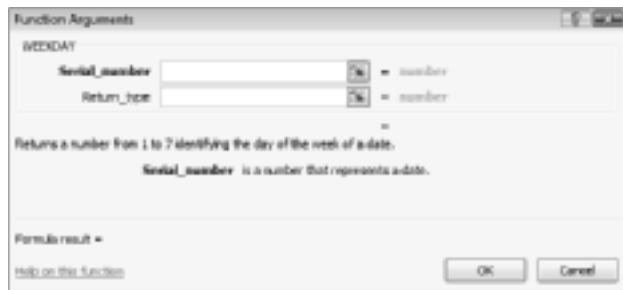 Function Arguments
WEEKDAY
Serial_number = number
Return_type = number
=
Returns a number from 1 to 7 identifying the day of the week of a date.
Serial_number is a number that represents a date.
Formula result =
Help on this function OK Cancel